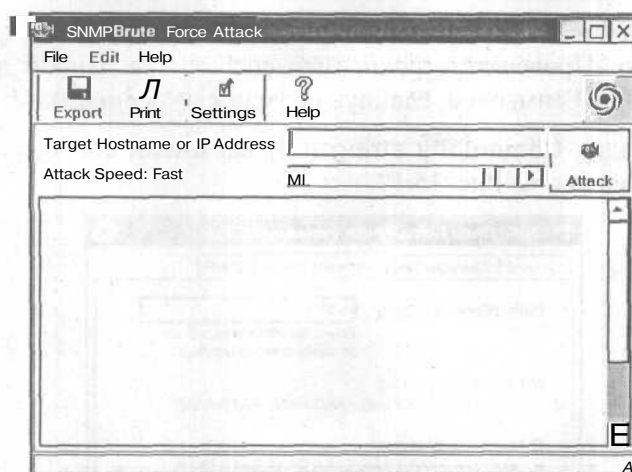 SNMPBrute Force Attack
File Edit Help
Export Print Settings Help
Target Hostname or IP Address
Attack Speed: Fast
MI
Attack
E
A